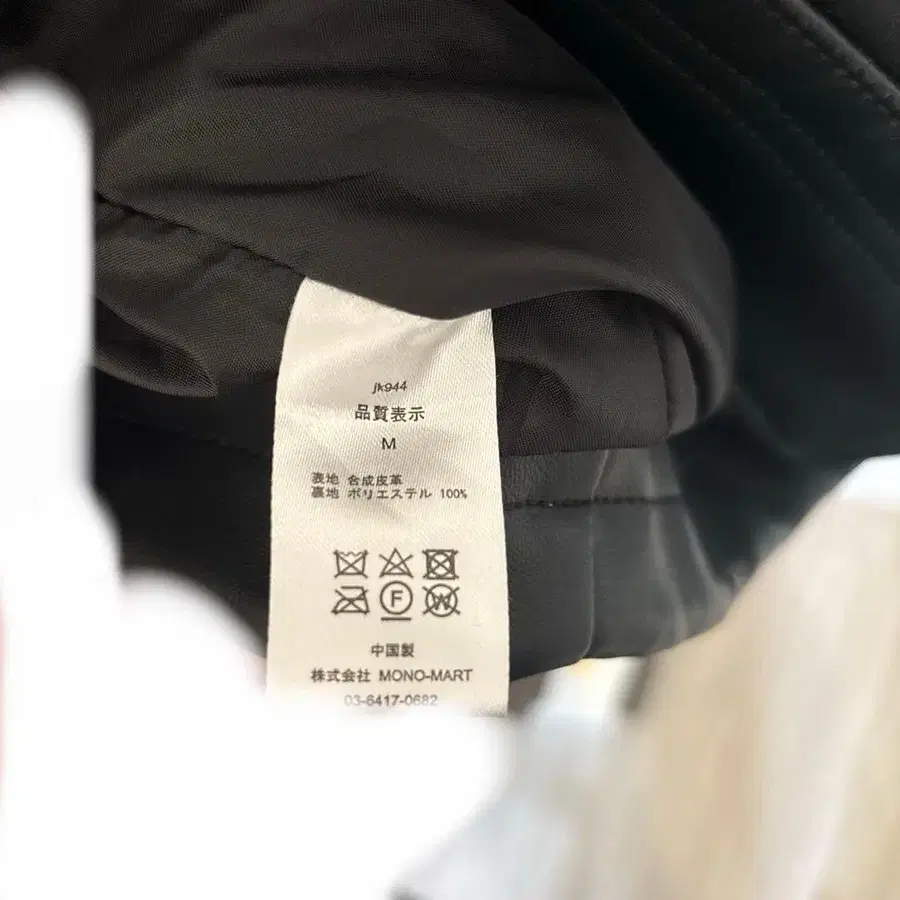 jk944
品質表示
M
表地 合成皮革
裏地 ポリエステル 100%
F
W
中国製
株式会社 MONO-MART
03-6417-0682